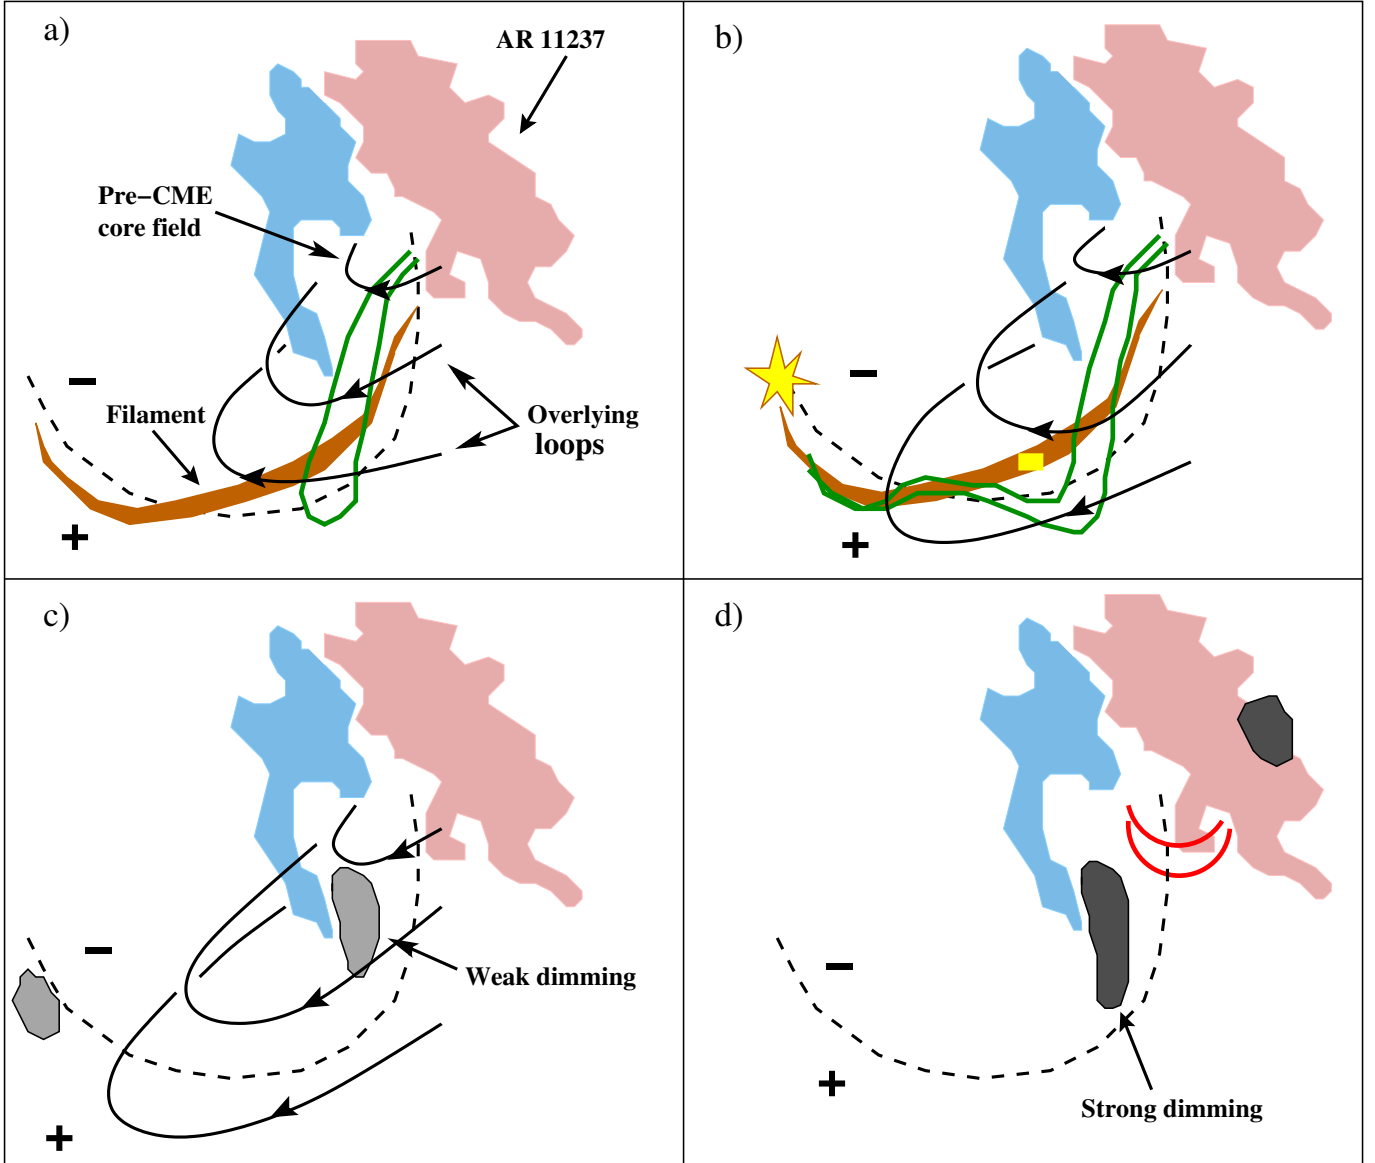 a)
AR 11237
Pre−CME
core field
−
Filament
Overlying
loops
+
b)
−
+
c)
−
Weak dimming
+
d)
−
+
Strong dimming